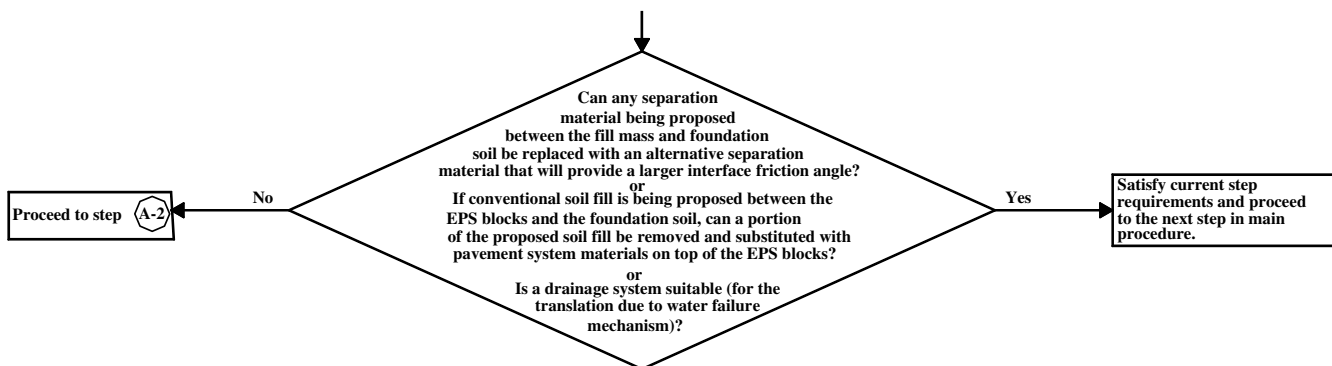 Can any separation
material being proposed
between the fill mass and foundation
soil be replaced with an alternative separation
material that will provide a larger interface friction angle?
or
If conventional soil fill is being proposed between the
EPS blocks and the foundation soil, can a portion
of the proposed soil fill be removed and substituted with
pavement system materials on top of the EPS blocks?
or
Is a drainage system suitable (for the
translation due to water failure
mechanism)?
No
Proceed to step A-2
Yes
Satisfy current step
requirements and proceed
to the next step in main
procedure.